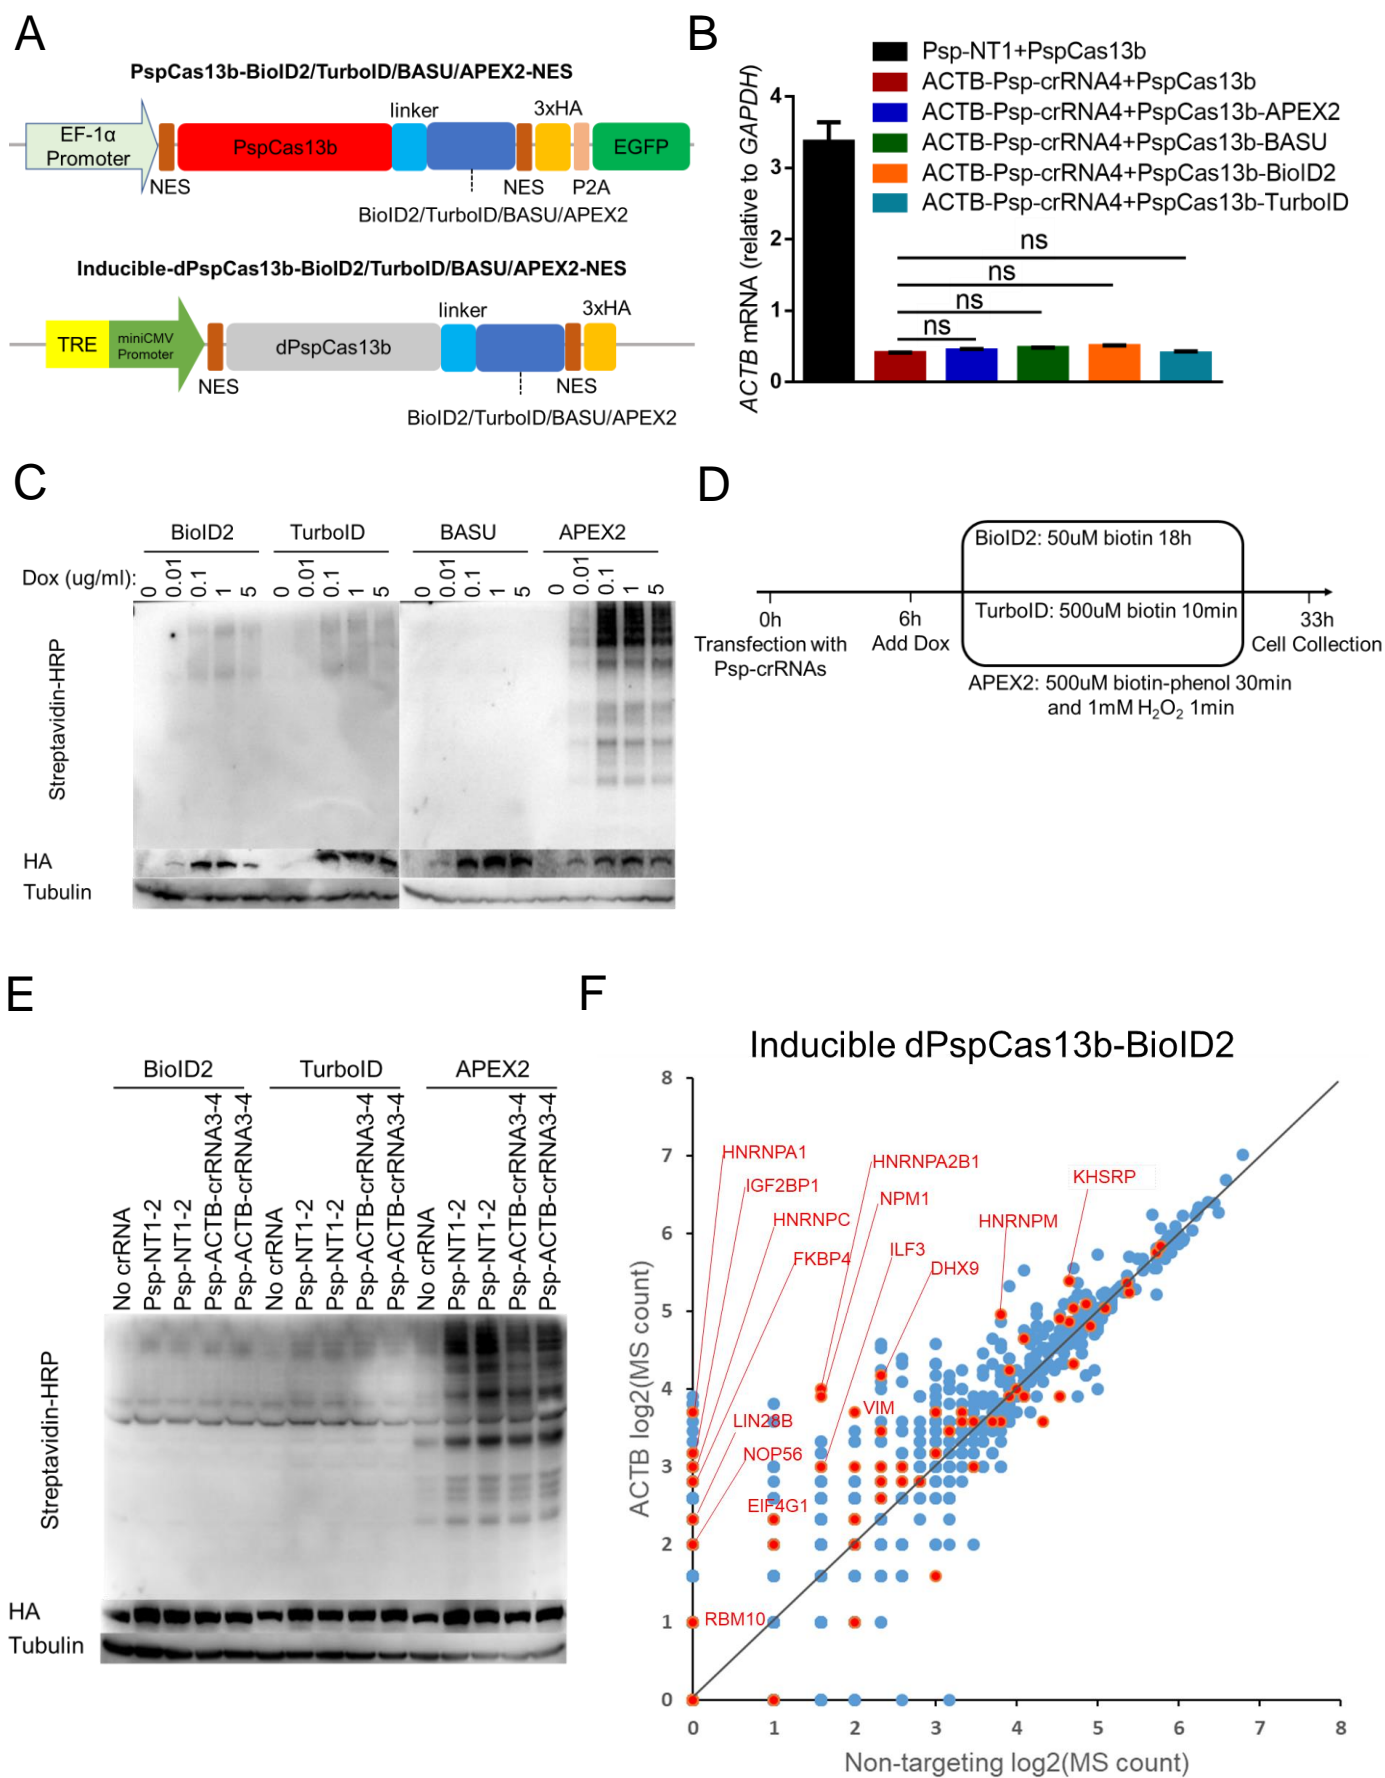 A
PspCas13b-BioID2/TurboID/BASU/APEX2-NES
linker
3xHA
EF-1α
Promoter
PspCas13b
EGFP
NES
NES
P2A
BioID2/TurboID/BASU/APEX2
Inducible-dPspCas13b-BioID2/TurboID/BASU/APEX2-NES
linker
3xHA
TRE
miniCMV
Promoter
dPspCas13b
NES
NES
BioID2/TurboID/BASU/APEX2
B
Psp-NT1+PspCas13b
ACTB-Psp-crRNA4+PspCas13b
ACTB-Psp-crRNA4+PspCas13b-APEX2
ACTB-Psp-crRNA4+PspCas13b-BASU
ACTB-Psp-crRNA4+PspCas13b-BioID2
ACTB-Psp-crRNA4+PspCas13b-TurboID
ACTB mRNA (relative to GAPDH)
4
3
2
1
0
ns
ns
ns
ns
C
BioID2
TurboID
BASU
APEX2
Dox (ug/ml):
0 0.01 0.1 1 5 0 0.01 0.1 1 5 0 0.01 0.1 1 5 0 0.01 0.1 1 5
Streptavidin-HRP
HA
Tubulin
D
BioID2: 50uM biotin 18h
TurboID: 500uM biotin 10min
0h
Transfection with
Psp-crRNAs
6h
Add Dox
33h
Cell Collection
APEX2: 500uM biotin-phenol 30min
and 1mM H₂O₂ 1min
E
BioID2
TurboID
APEX2
No crRNA
Psp-NT1-2
Psp-NT1-2
Psp-ACTB-crRNA3-4
Psp-ACTB-crRNA3-4
No crRNA
Psp-NT1-2
Psp-NT1-2
Psp-ACTB-crRNA3-4
Psp-ACTB-crRNA3-4
No crRNA
Psp-NT1-2
Psp-NT1-2
Psp-ACTB-crRNA3-4
Psp-ACTB-crRNA3-4
Streptavidin-HRP
HA
Tubulin
F
Inducible dPspCas13b-BioID2
ACTB log2(MS count)
8
7
6
5
4
3
2
1
0
HNRNPA1
IGF2BP1
HNRNPC
FKBP4
HNRNPA2B1
NPM1
ILF3
DHX9
HNRNPM
KHSRP
VIM
LIN28B
NOP56
EIF4G1
RBM10
0 1 2 3 4 5 6 7 8
Non-targeting log2(MS count)